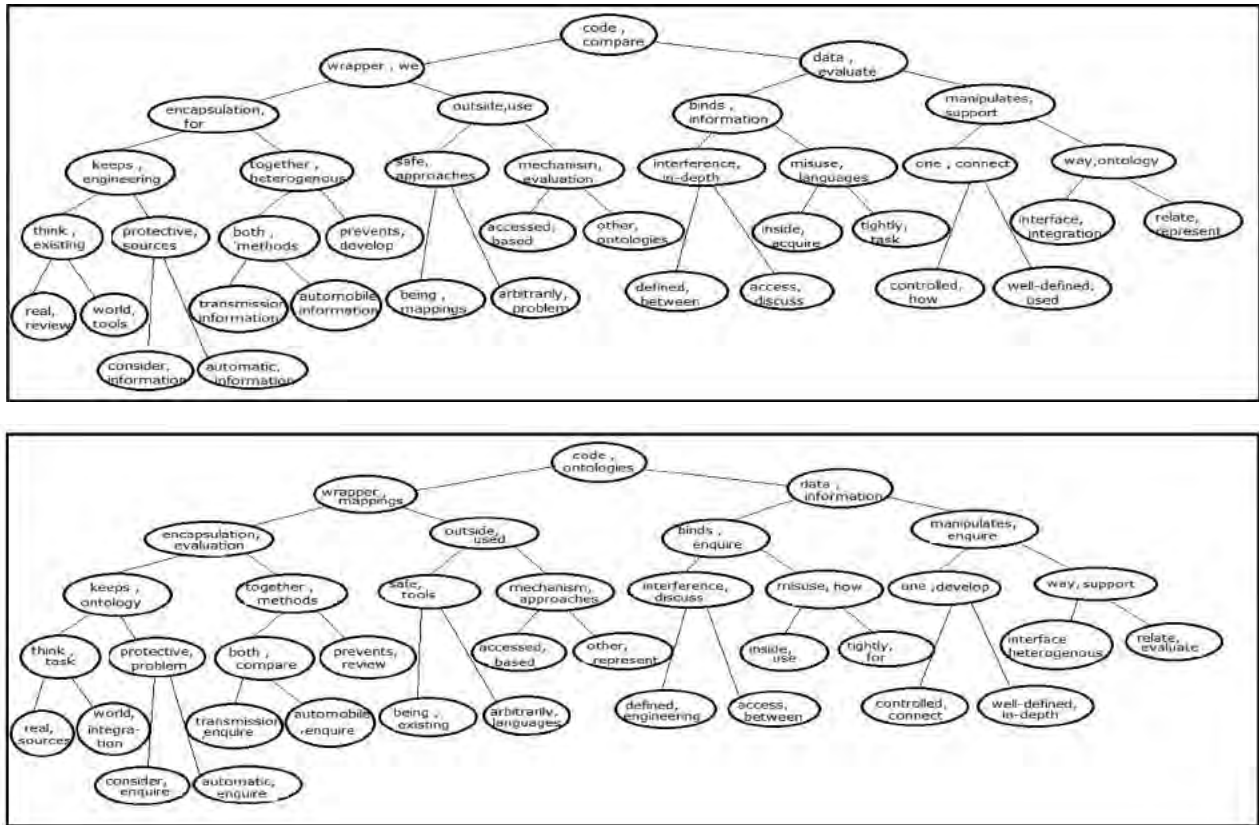 code ,
compare
wrapper , we
data ,
evaluate
encapsulation,
for
outside,use
binds ,
information
manipulates,
support
keeps ,
engineering
together ,
heterogenous
safe,
approaches
mechanism,
evaluation
interference,
in-depth
misuse,
languages
one , connect
way,ontology
think ,
existing
protective,
sources
both ,
methods
prevents,
develop
accessed,
based
other,
ontologies
inside,
acquire
tightly,
task
interface,
integration
relate,
represent
real,
review
world,
tools
transmission
information
automobile
information
being ,
mappings
arbitrarily,
problem
defined,
between
access,
discuss
controlled,
how
well-defined,
used
consider,
information
automatic,
information
code ,
ontologies
wrapper,
mappings
data ,
information
encapsulation,
evaluation
outside,
used
binds ,
enquire
manipulates,
enquire
keeps ,
ontology
together,
methods
safe,
tools
mechanism,
approaches
interference,
discuss
misuse, how
one ,develop
way, support
think ,
task
protective,
problem
both ,
compare
prevents,
review
accessed,
based
other,
represent
inside,
use
tightly,
for
interface
heterogenous
relate,
evaluate
real,
sources
world,
integra-
tion
transmission
,enquire
automobile
,enquire
being ,
existing
arbitrarily,
languages
defined,
engineering
access,
between
controlled,
connect
well-defined,
in-depth
consider,
enquire
automatic,
enquire